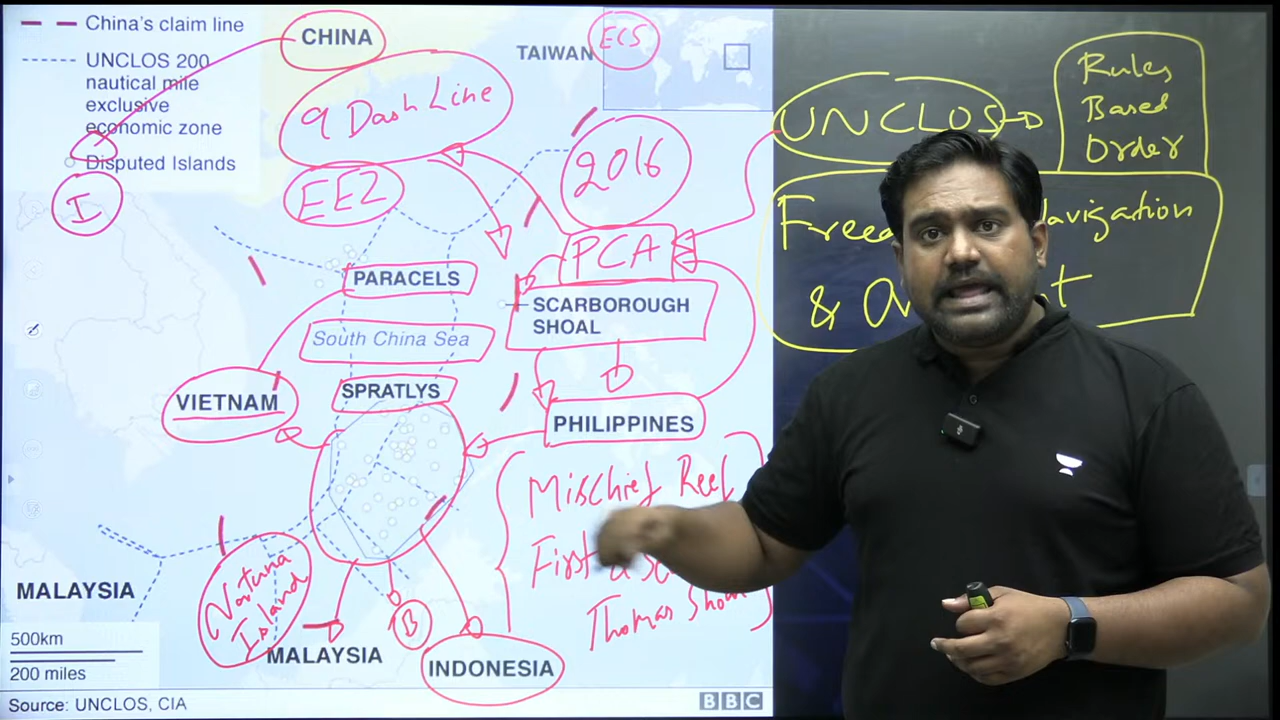 China's claim line
UNCLOS 200
nautical mile
exclusive
economic zone
Disputed Islands
I
CHINA
9 Dash Line
EEZ
TAIWAN
ECS
2016
PCA
PARACELS
South China Sea
SPRATLYS
SCARBOROUGH
SHOAL
VIETNAM
PHILIPPINES
Mischief Reef
First &
Thomas Shoal
Natuna
Island
MALAYSIA
MALAYSIA
B
INDONESIA
500km
200 miles
Source: UNCLOS, CIA
BBC
UNCLOS
Rules
Based
Order
Navigation
&